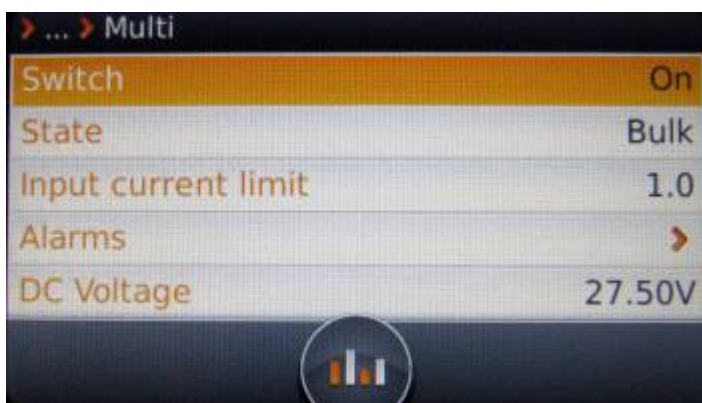 ... Multi
Switch On
State Bulk
Input current limit 1.0
Alarms
DC Voltage 27.50V